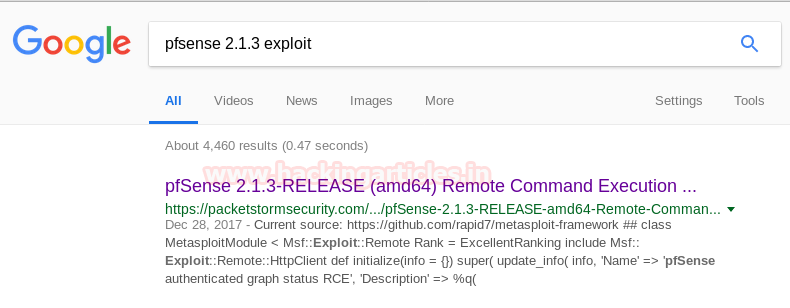 Google
pfsense 2.1.3 exploit
All Videos News Images More Settings Tools
About 4,460 results (0.47 seconds)
www.hackingarticles.in
pfSense 2.1.3-RELEASE (amd64) Remote Command Execution ...
https://packetstormsecurity.com/.../pfSense-2.1.3-RELEASE-amd64-Remote-Comman...
Dec 28, 2017 - Current source: https://github.com/rapid7/metasploit-framework ## class
MetasploitModule < Msf::Exploit::Remote Rank = ExcellentRanking include Msf::
Exploit::Remote::HttpClient def initialize(info = {}) super( update_info( info, 'Name' => 'pfSense
authenticated graph status RCE', 'Description' => %q(